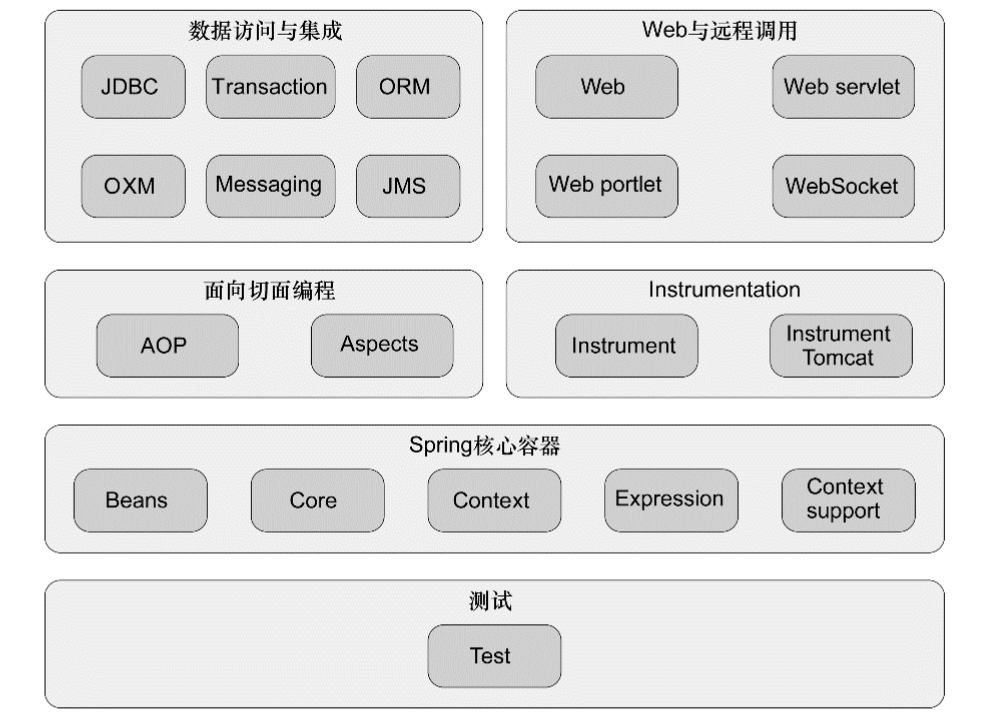 数据访问与集成
JDBC Transaction ORM
OXM Messaging JMS
Web与远程调用
Web Web servlet
Web portlet WebSocket
面向切面编程
AOP Aspects
Instrumentation
Instrument
Instrument
Tomcat
Spring核心容器
Beans Core Context Expression
Context
support
测试
Test